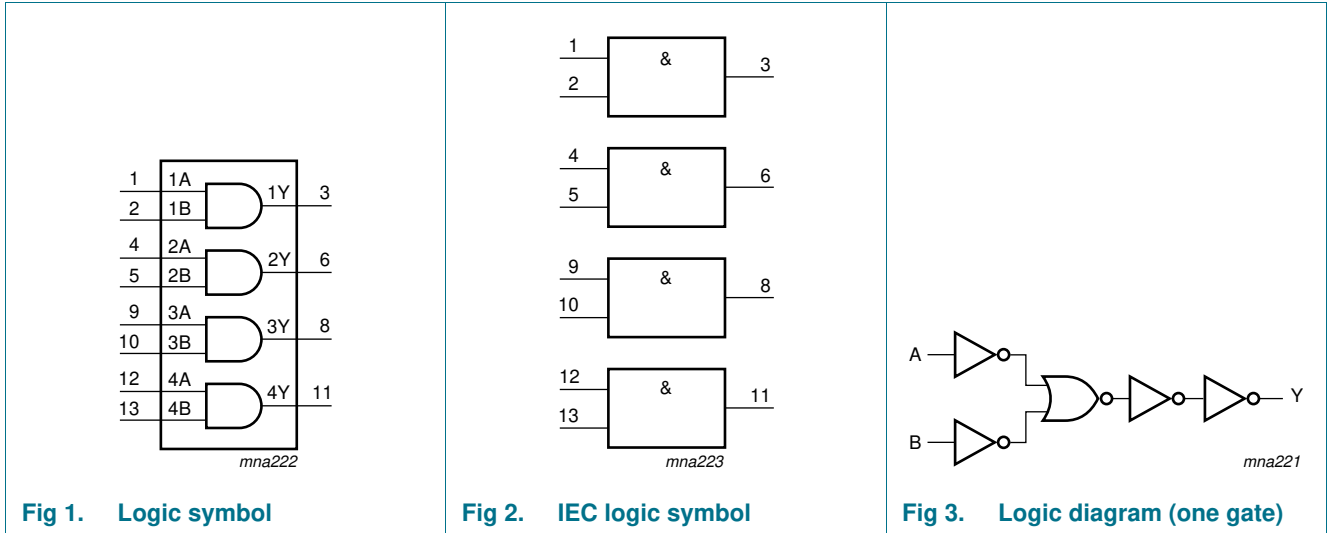 1 1A 1Y 3
2 1B
4 2A 2Y 6
5 2B
9 3A 3Y 8
10 3B
12 4A 4Y 11
13 4B
mna222
Fig 1. Logic symbol
1 & 3
2
4 & 6
5
9 & 8
10
12 & 11
13
mna223
Fig 2. IEC logic symbol
A
Y
B
mna221
Fig 3. Logic diagram (one gate)